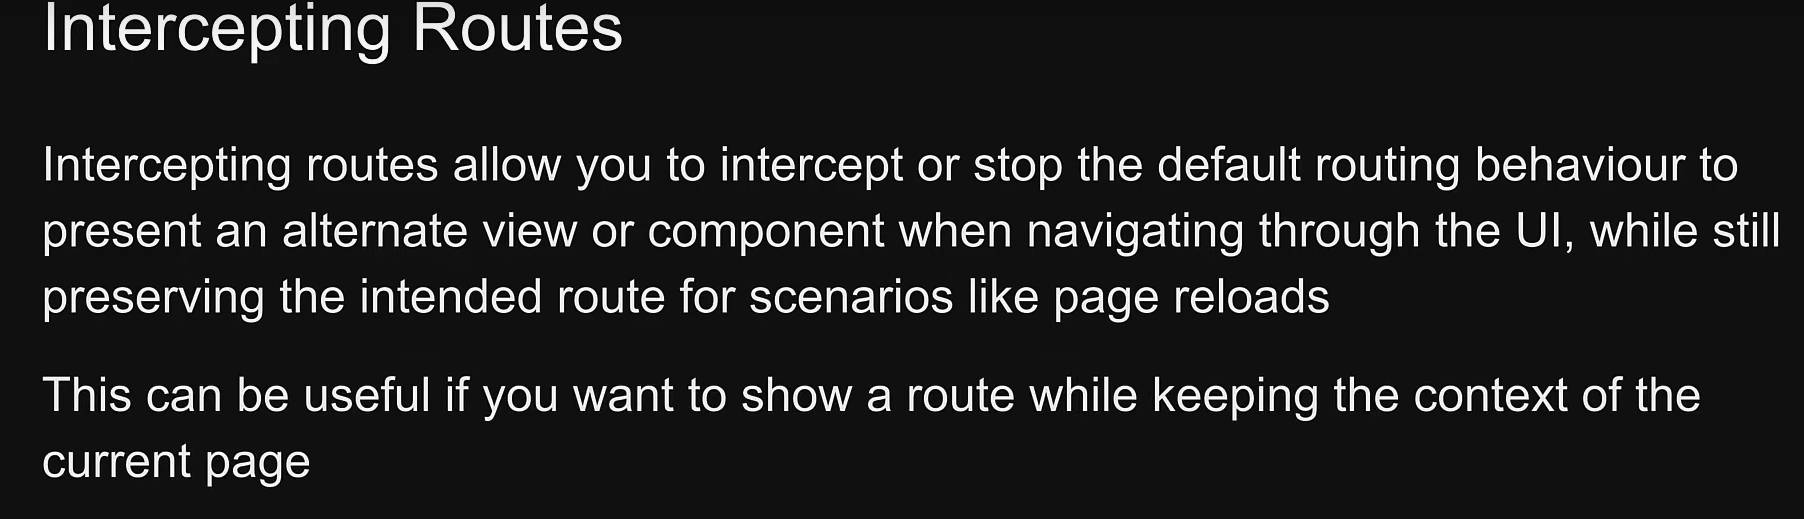 Intercepting Routes
Intercepting routes allow you to intercept or stop the default routing behaviour to
present an alternate view or component when navigating through the UI, while still
preserving the intended route for scenarios like page reloads
This can be useful if you want to show a route while keeping the context of the
current page